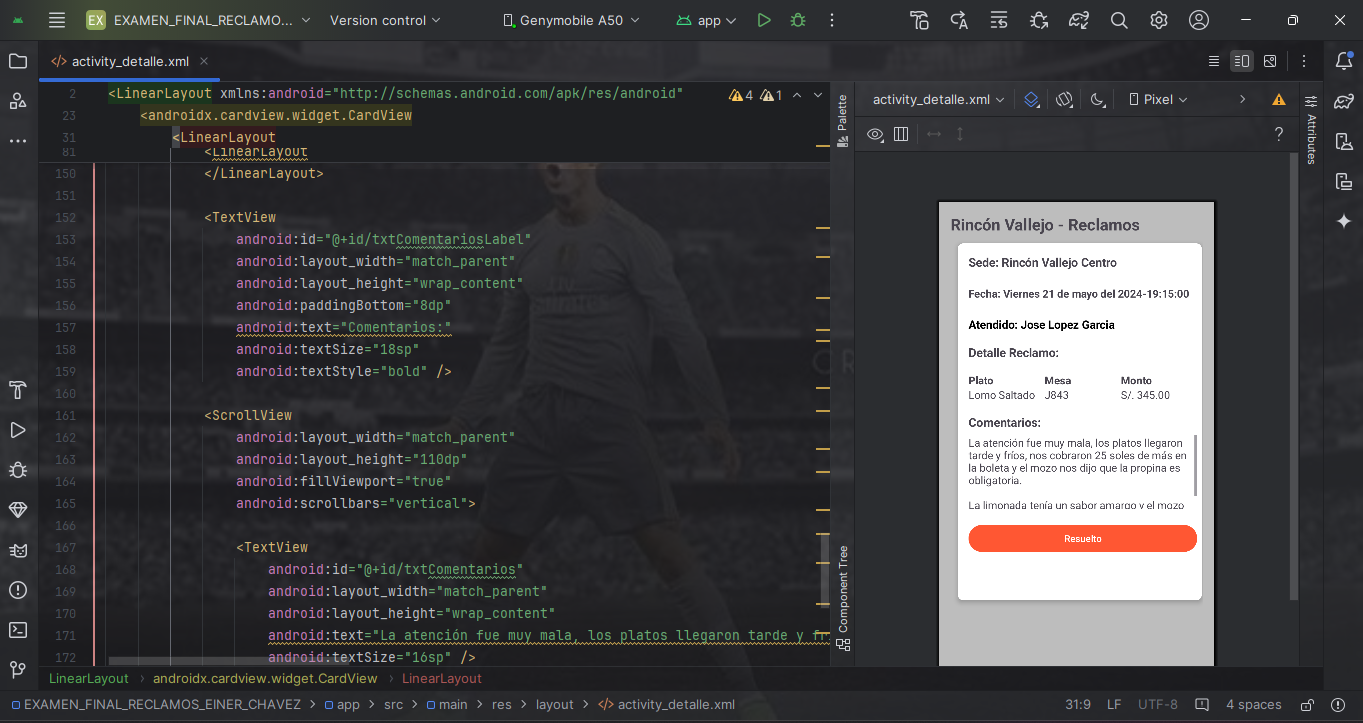 EX EXAMEN_FINAL_RECLAMO... Version control Genymobile A50 app
activity_detalle.xml
2 <LinearLayout xmlns:android="http://schemas.android.com/apk/res/android" 4 1
23 <androidx.cardview.widget.CardView
31 <LinearLayout
81 <LinearLayout
150 </LinearLayout>
151
152 <TextView
153 android:id="@+id/txtComentariosLabel"
154 android:layout_width="match_parent"
155 android:layout_height="wrap_content"
156 android:paddingBottom="8dp"
157 android:text="Comentarios:"
158 android:textSize="18sp"
159 android:textStyle="bold" />
160
161 <ScrollView
162 android:layout_width="match_parent"
163 android:layout_height="110dp"
164 android:fillViewport="true"
165 android:scrollbars="vertical">
166
167 <TextView
168 android:id="@+id/txtComentarios"
169 android:layout_width="match_parent"
170 android:layout_height="wrap_content"
171 android:text="La atención fue muy mala, los platos llegaron tarde y
172 android:textSize="16sp" />
Palette
Component Tree
activity_detalle.xml Pixel
?
Attributes
Rincón Vallejo - Reclamos
Sede: Rincón Vallejo Centro
Fecha: Viernes 21 de mayo del 2024-19:15:00
Atendido: Jose Lopez Garcia
Detalle Reclamo:
Plato Mesa Monto
Lomo Saltado J843 S/. 345.00
Comentarios:
La atención fue muy mala, los platos llegaron
tarde y fríos, nos cobraron 25 soles de más en
la boleta y el mozo nos dijo que la propina es
obligatoria.
La limonada tenía un sabor amargo y el mozo
Resuelto
LinearLayout > androidx.cardview.widget.CardView > LinearLayout
EXAMEN_FINAL_RECLAMOS_EINER_CHAVEZ > app > src > main > res > layout > activity_detalle.xml 31:9 LF UTF-8 4 spaces